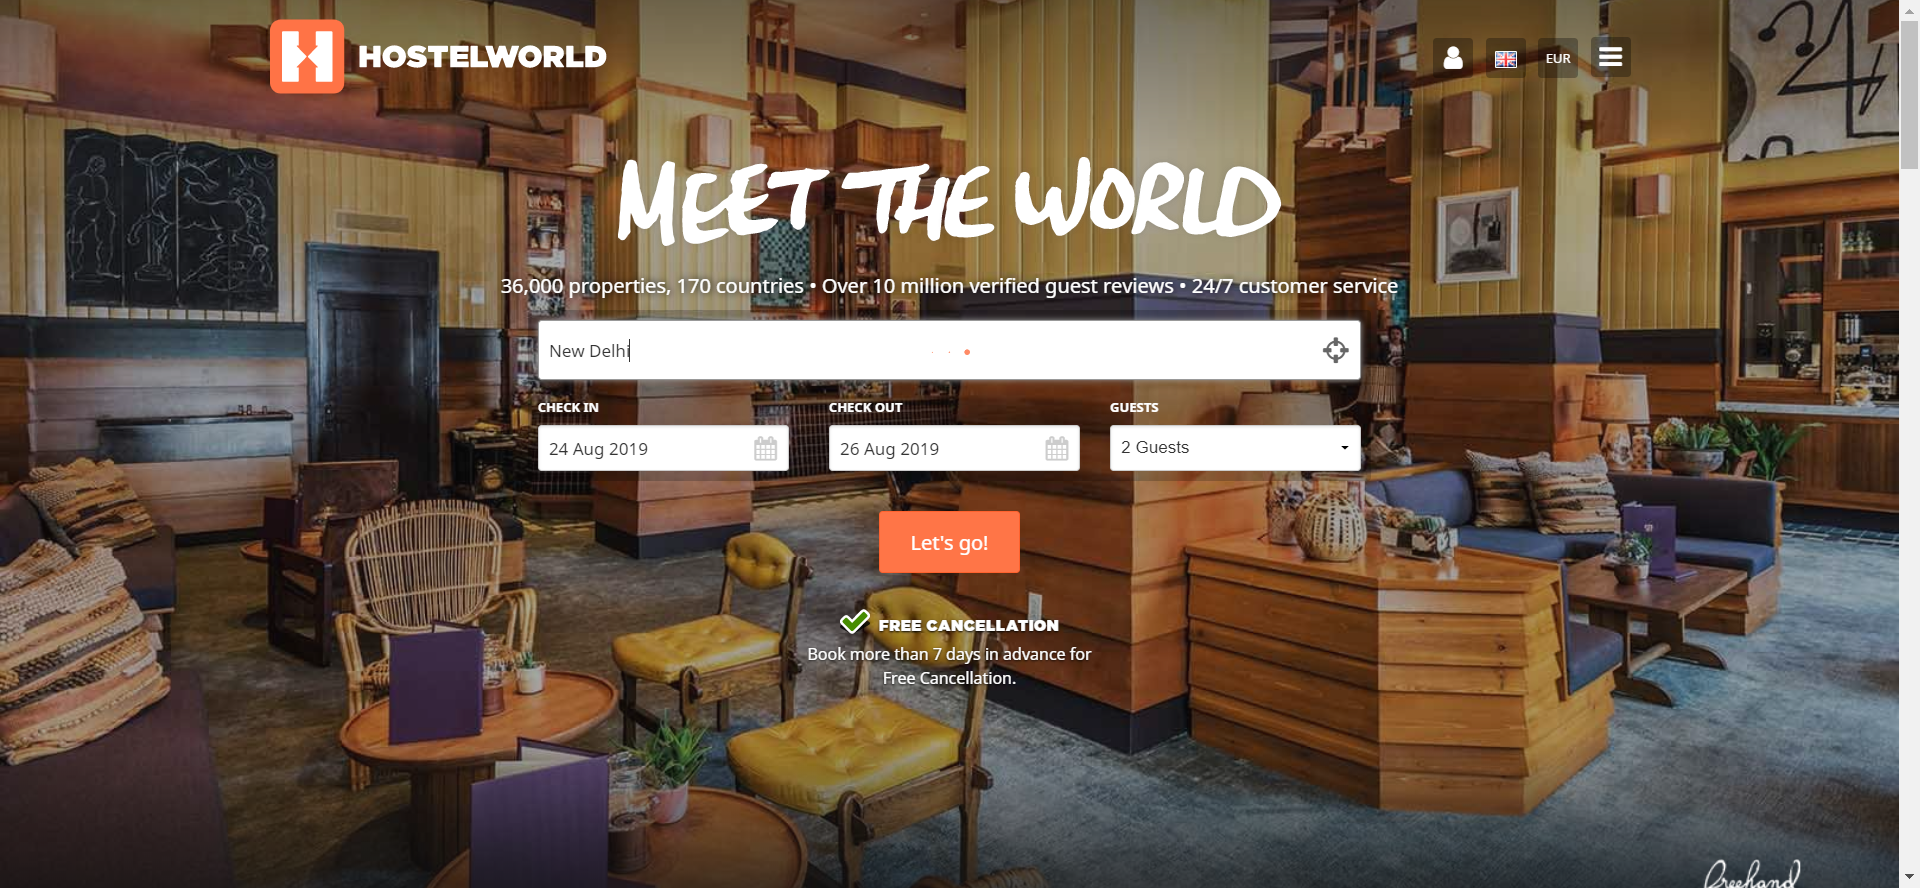 HOSTELWORLD
EUR
MEET THE WORLD
36,000 properties, 170 countries • Over 10 million verified guest reviews • 24/7 customer service
New Delhi
CHECK IN
CHECK OUT
GUESTS
24 Aug 2019
26 Aug 2019
2 Guests
Let's go!
FREE CANCELLATION
Book more than 7 days in advance for
Free Cancellation.
Freehand